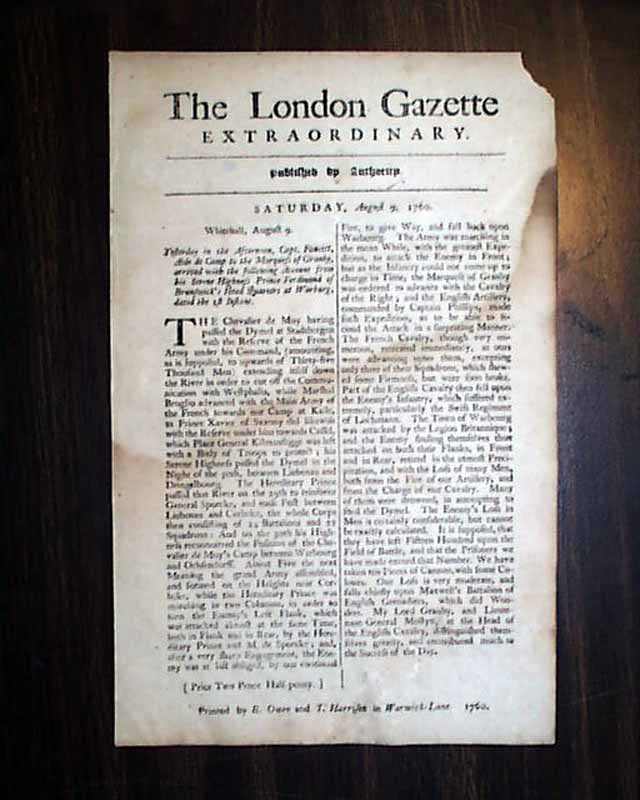 The London Gazette
EXTRAORDINARY.
Published by Authority.
SATURDAY, August 9, 1760.
Whitehall, August 9.
Yesterday in the Afternoon, Capt. Faucitt,
Aide de Camp to the Marquess of Granby,
arrived with the following Account from
his Serene Highness Prince Ferdinand of
Brunswick's Head Quarters at Warburg,
dated the 1st Instant.
THE Chevalier de Muy having
passed the Dymel at Stadtbergen
with the Reserve of the French
Army under his Command, (amounting,
as is supposed, to upwards of Thirty-five
Thousand Men) extending itself down
the River in order to cut off the Commu-
nication with Westphalia, while Marshal
Broglio advanced with the Main Army of
the French towards our Camp at Kalle,
as Prince Xavier of Saxony did likewise
with the Reserve under him towards Cassel,
which Place General Kilmansegge was left
with a Body of Troops to protect; his
Serene Highness passed the Dymel in the
Night of the 30th, between Liebenau and
Dringelbourg. The Hereditary Prince
passed that River on the 29th to reinforce
General Sporcke, and took Post between
Liebenau and Corbeke, the whole Corps
then consisting of 24 Battalions and 22
Squadrons: And on the 30th his High-
ness reconnoitred the Position of the Che-
valier de Muy's Camp between Warbourg
and Ochsendorff. About Five the next
Morning the grand Army assembled,
and formed on the Heights near Cor-
beke, while the Hereditary Prince was
marching in two Columns, in order to
turn the Enemy's Left Flank, which
was attacked almost at the same Time,
both in Flank and in Rear, by the Here-
ditary Prince and M. de Sporcke; and,
after a very sharp Engagement, the Ene-
my was at last obliged, by our continued
[ Price Two Pence Half-penny. ]
Fire, to give Way, and fall back upon
Warbourg. The Army was marching in
the mean While, with the greatest Expe-
dition, to attack the Enemy in Front;
but as the Infantry could not come up to
charge in Time, the Marquess of Granby
was ordered to advance with the Cavalry
of the Right; and the English Artillery,
commanded by Captain Phillips, made
such Expedition, as to be able to se-
cond the Attack in a surprizing Manner.
The French Cavalry, though very nu-
merous, retreated immediately, as ours
were advancing upon them, excepting
only three of their Squadrons, which shew-
ed some Firmness, but were soon broke.
Part of the English Cavalry then fell upon
the Enemy's Infantry, which suffered ex-
tremely, particularly the Swiss Regiment
of Lochmann. The Town of Warbourg
was attacked by the Legion Britannique;
and the Enemy finding themselves thus
attacked on both their Flanks, in Front
and in Rear, retired in the utmost Preci-
pitation, and with the Loss of many Men,
both from the Fire of our Artillery, and
from the Charge of our Cavalry. Many
of them were drowned, in attempting to
ford the Dymel. The Enemy's Loss in
Men is certainly considerable, but cannot
be exactly calculated. It is supposed, that
they have left Fifteen Hundred upon the
Field of Battle, and that the Prisoners we
have made exceed that Number. We have
taken ten Pieces of Cannon, with some Co-
lours. Our Loss is very moderate, and
falls chiefly upon Maxwell's Battalion of
English Grenadiers, which did Won-
ders. My Lord Granby, and Lieute-
nant General Mostyn, at the Head of
the English Cavalry, distinguished them-
selves greatly, and contributed much to
the Success of the Day.
Printed by E. Owen and T. Harrison in Warwick-Lane. 1760.